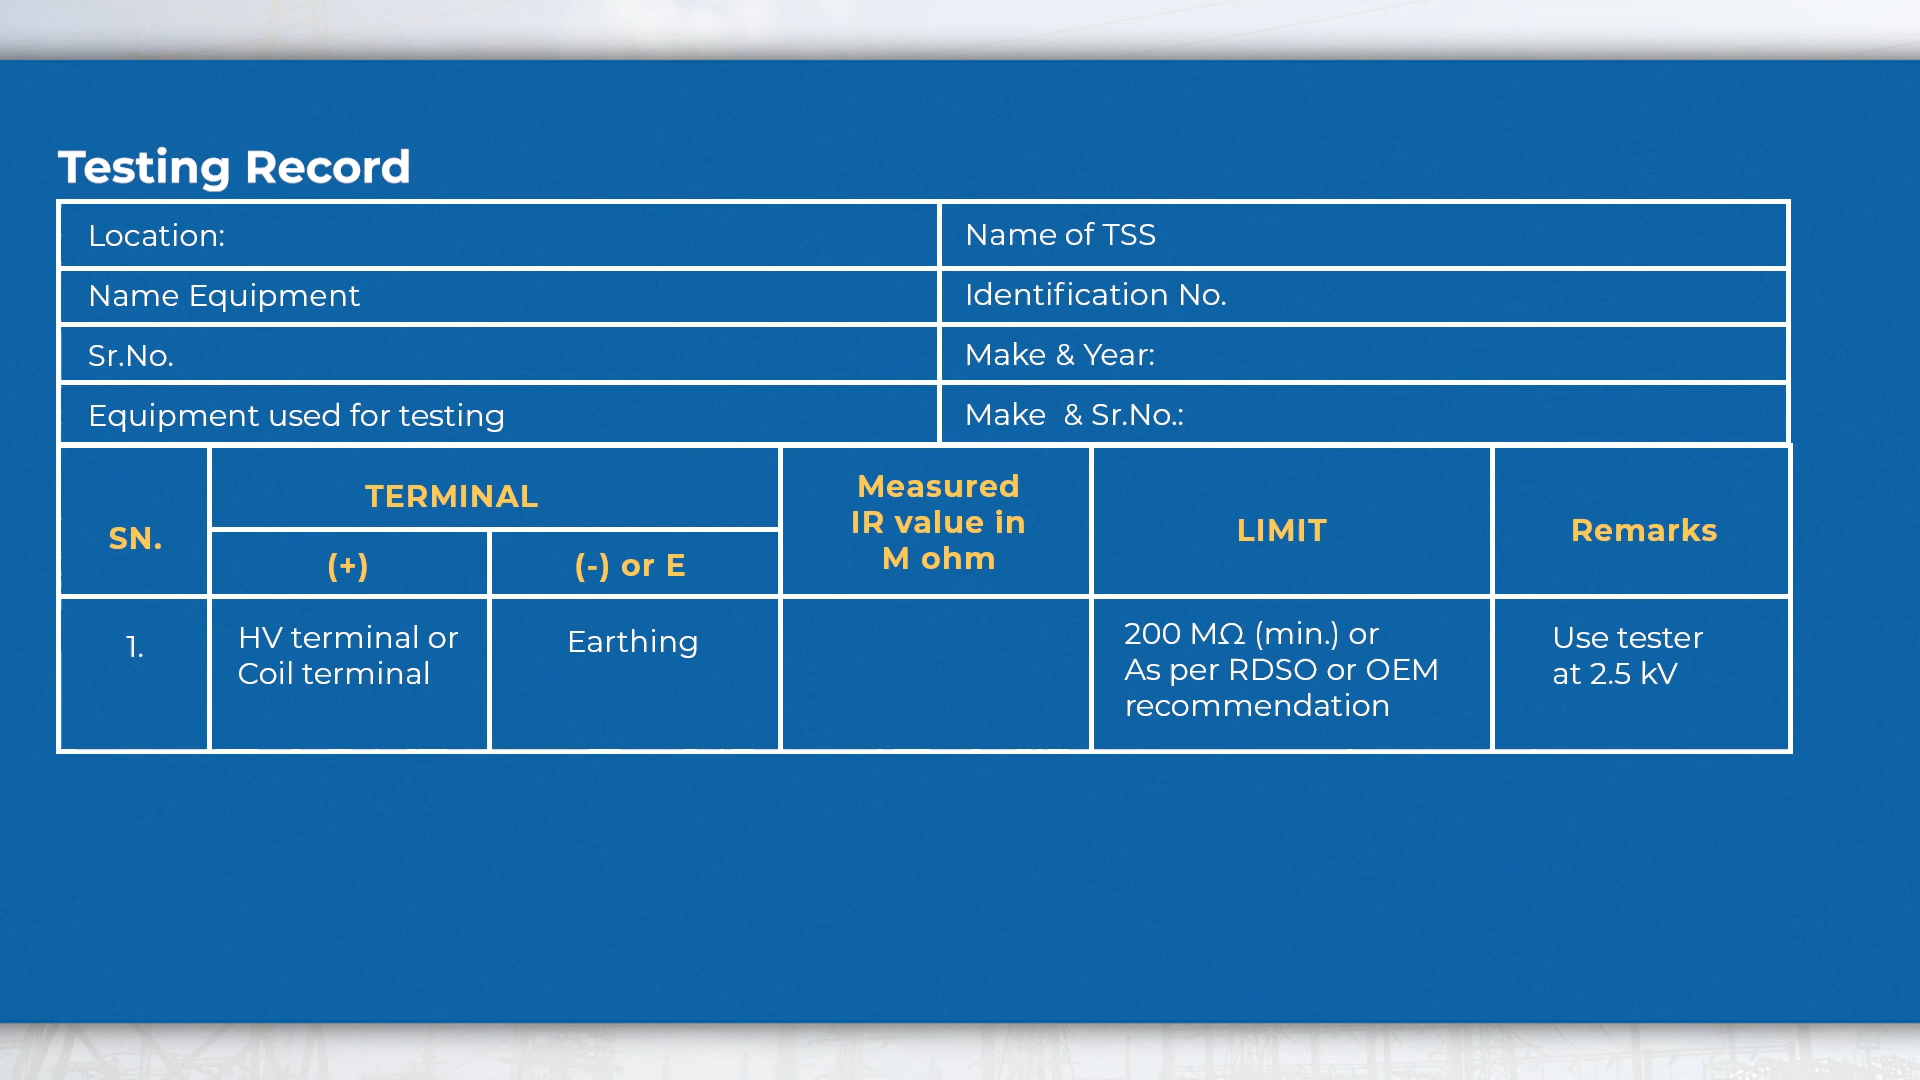 Testing Record
Location:
Name of TSS
Name Equipment
Identification No.
Sr.No.
Make & Year:
Equipment used for testing
Make & Sr.No.:
SN.
TERMINAL
(+)
(-) or E
Measured
IR value in
M ohm
LIMIT
Remarks
1.
HV terminal or
Coil terminal
Earthing
200 MΩ (min.) or
As per RDSO or OEM
recommendation
Use tester
at 2.5 kV